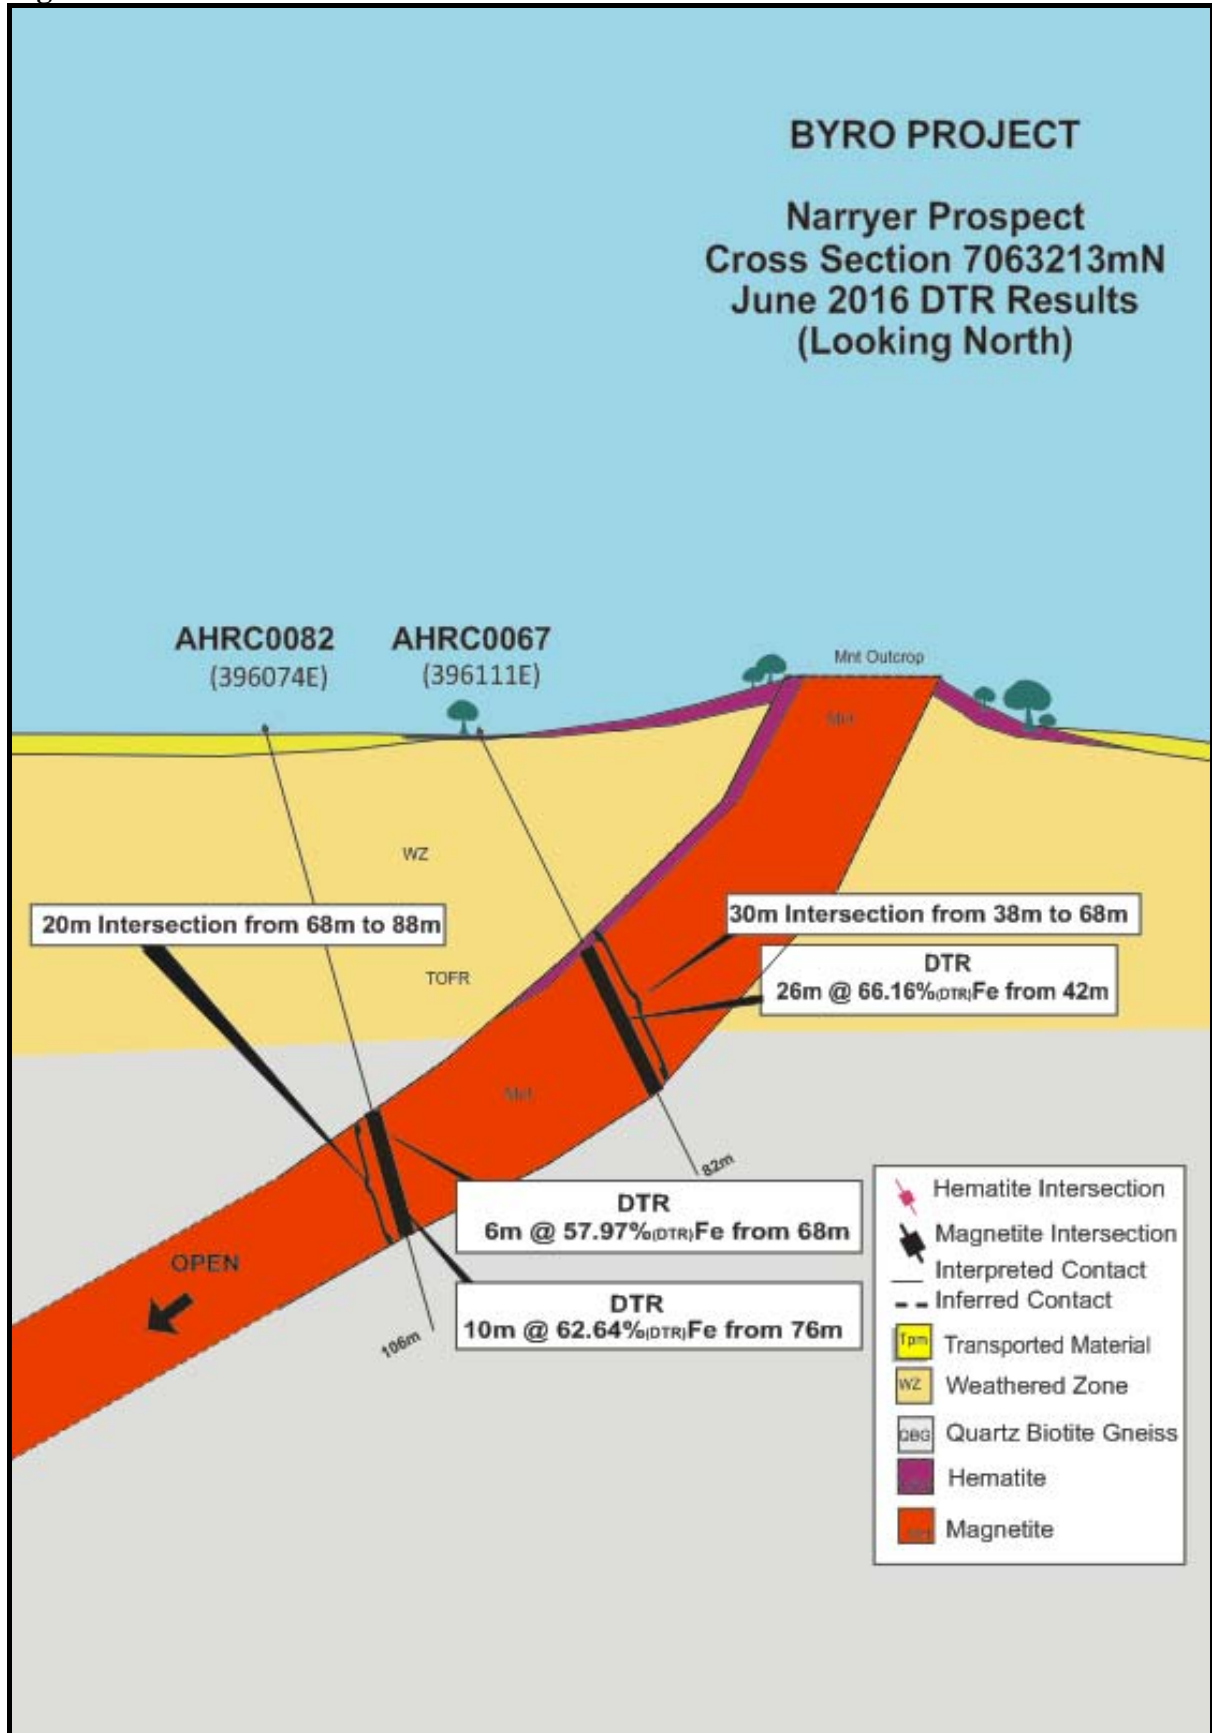 BYRO PROJECT
Narryer Prospect
Cross Section 7063213mN
June 2016 DTR Results
(Looking North)
AHRC0082
(396074E)
AHRC0067
(396111E)
Mnt Outcrop
Mnt
WZ
20m Intersection from 68m to 88m
30m Intersection from 38m to 68m
TOFR
DTR
26m @ 66.16%(DTR)Fe from 42m
Mnt
82m
DTR
6m @ 57.97%(DTR)Fe from 68m
OPEN
DTR
10m @ 62.64%(DTR)Fe from 76m
106m
Hematite Intersection
Magnetite Intersection
Interpreted Contact
Inferred Contact
Tpm Transported Material
WZ Weathered Zone
QBG Quartz Biotite Gneiss
Hematite
Magnetite